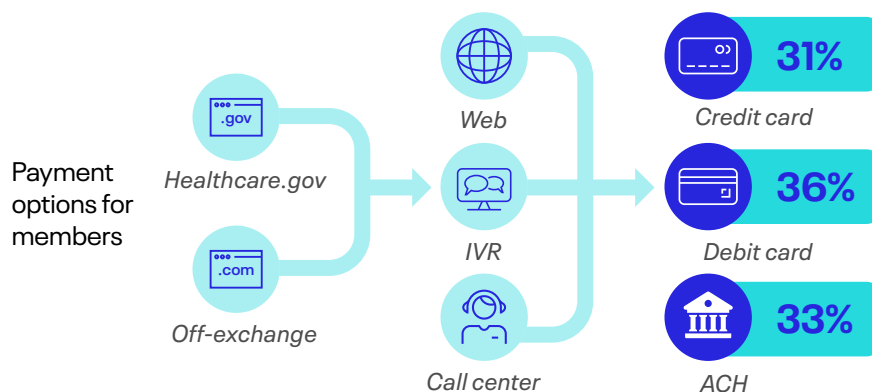 Payment
options for
members
.gov
Healthcare.gov
.com
Off-exchange
Web
IVR
Call center
31%
Credit card
36%
Debit card
33%
ACH